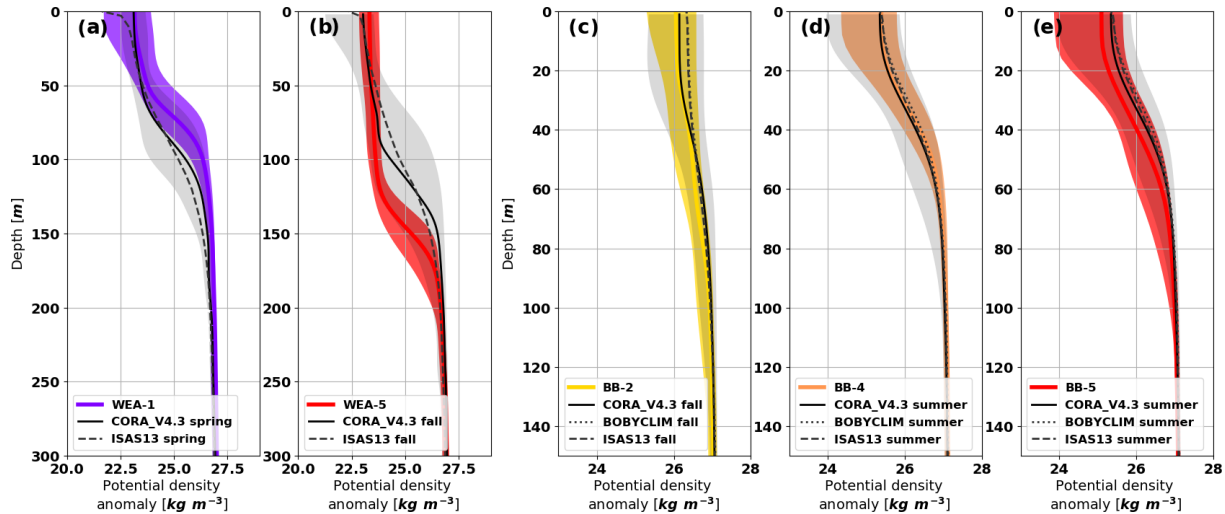 (a)
0
50
100
150
200
250
300
Depth [m]
WEA-1
CORA_V4.3 spring
ISAS13 spring
20.0 22.5 25.0 27.5
Potential density
anomaly [kg m⁻³]
(b)
0
50
100
150
200
250
300
WEA-5
CORA_V4.3 fall
ISAS13 fall
20.0 22.5 25.0 27.5
Potential density
anomaly [kg m⁻³]
(c)
0
20
40
60
80
100
120
140
Depth [m]
BB-2
CORA_V4.3 fall
BOBYCLIM fall
ISAS13 fall
24 26 28
Potential density
anomaly [kg m⁻³]
(d)
0
20
40
60
80
100
120
140
BB-4
CORA_V4.3 summer
BOBYCLIM summer
ISAS13 summer
24 26 28
Potential density
anomaly [kg m⁻³]
(e)
0
20
40
60
80
100
120
140
BB-5
CORA_V4.3 summer
BOBYCLIM summer
ISAS13 summer
24 26 28
Potential density
anomaly [kg m⁻³]